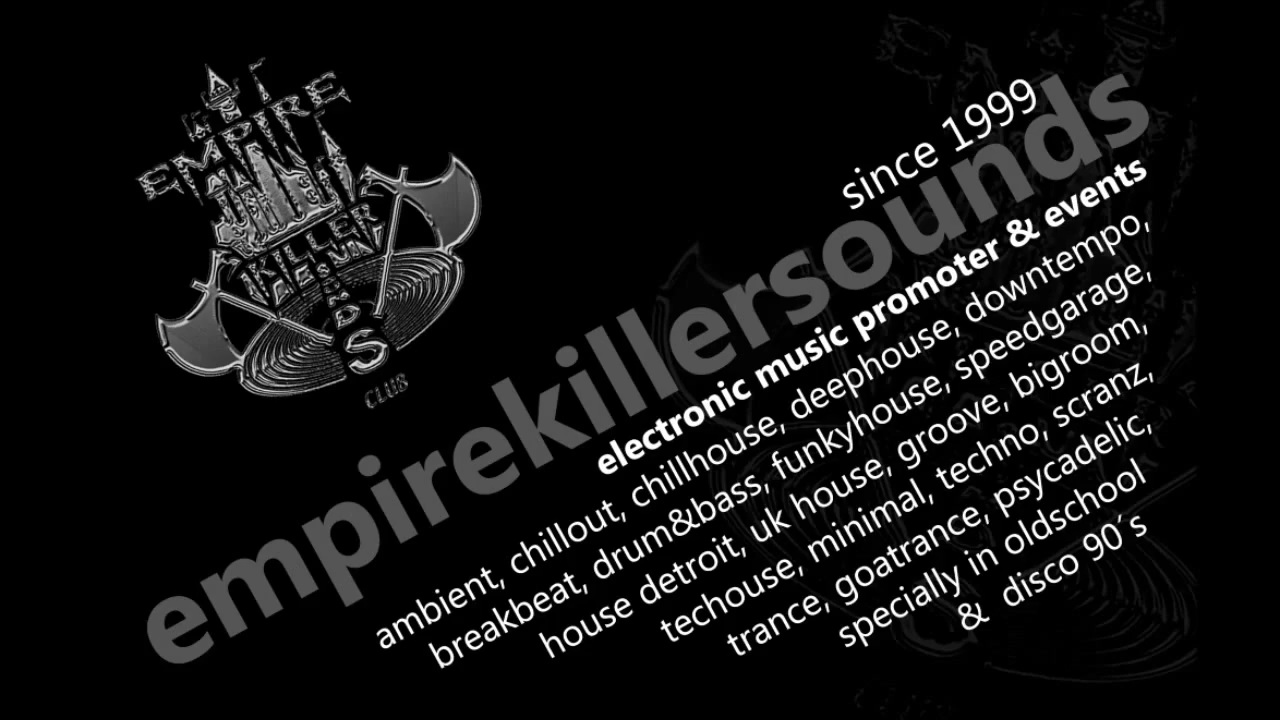 EMPIRE
KILLER
SOUNDS
CLUB
since 1999
empirekillersounds
electronic music promoter & events
ambient, chillout, chillhouse, deephouse, downtempo,
breakbeat, drum&bass, funkyhouse, speedgarage,
house detroit, uk house, groove, bigroom,
techouse, minimal, techno, scranz,
trance, goatrance, psycadelic,
specially in oldschool
& disco 90's